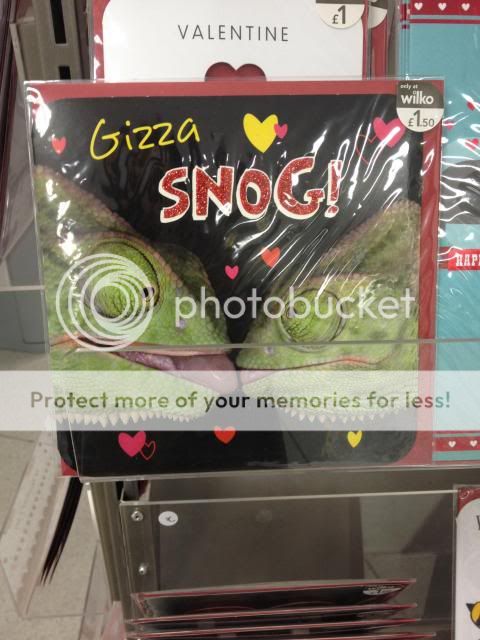 VALENTINE
£1
only at
wilko
£1.50
Gizza
SNOG!
photobucket
Protect more of your memories for less!